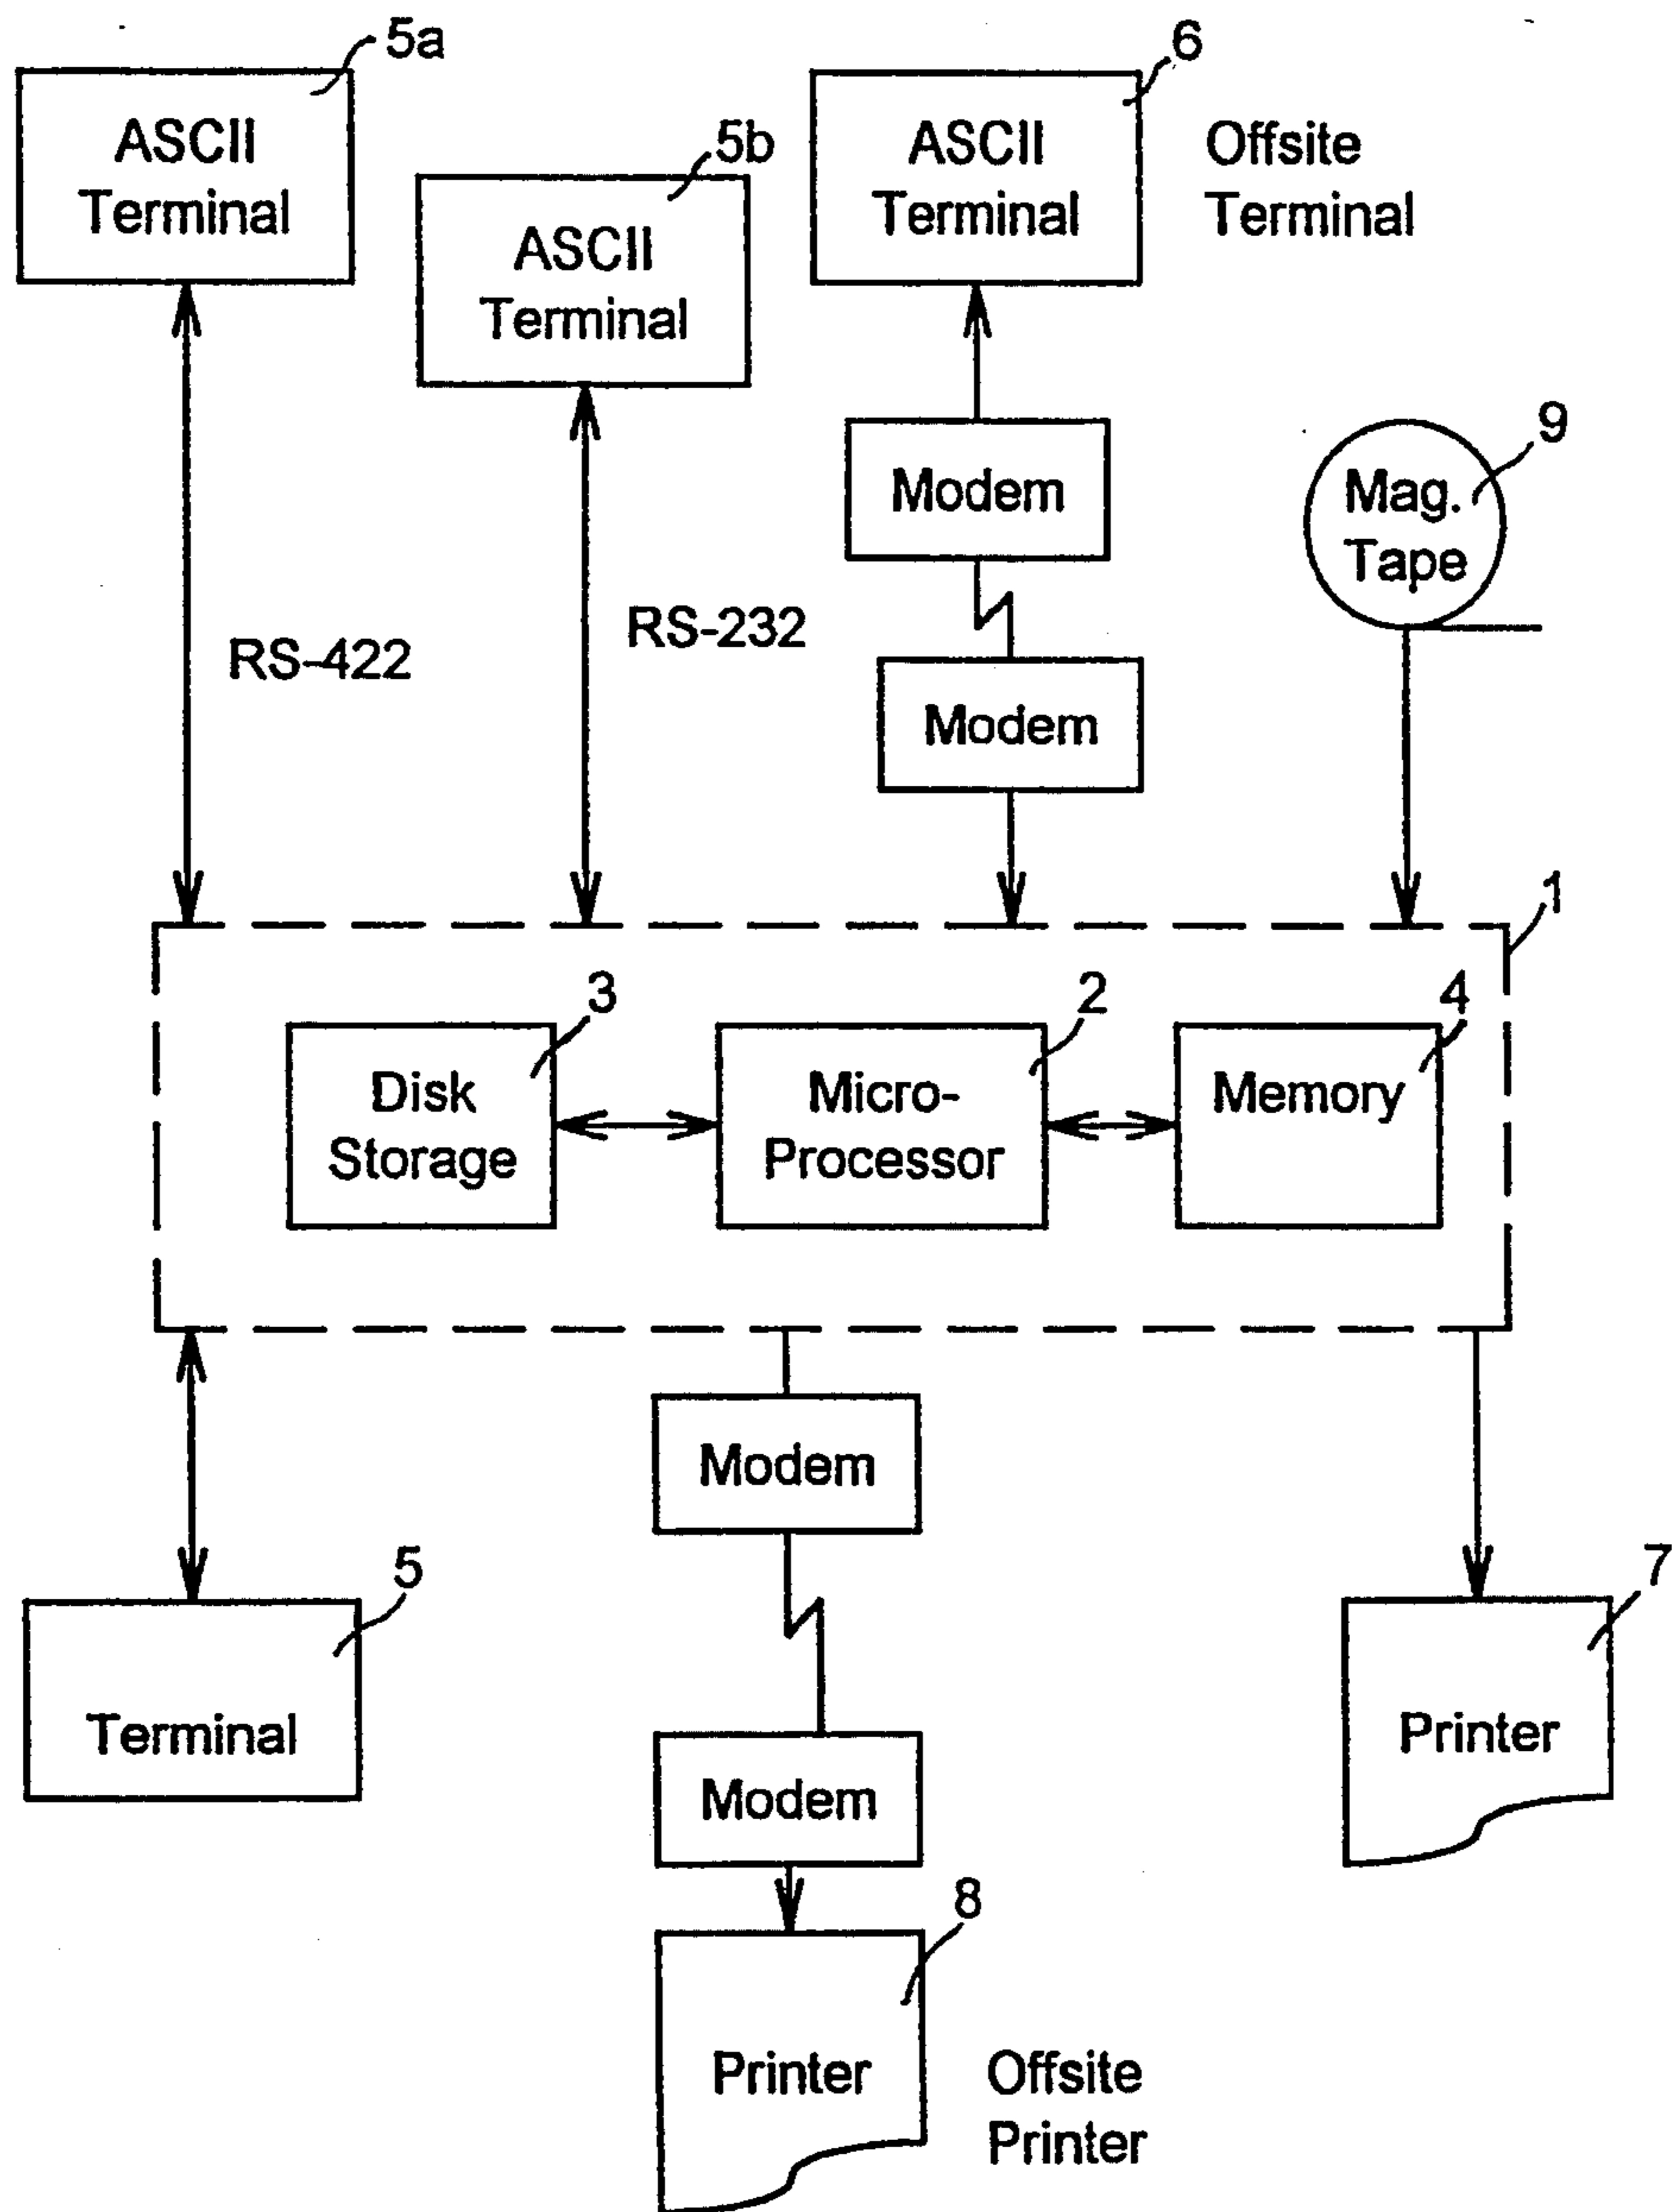 5a
6
ASCII
Terminal
5b
ASCII
Terminal
Offsite
Terminal
ASCII
Terminal
9
Modem
Mag.
Tape
RS-422
RS-232
Modem
1
3
2
4
Disk
Storage
Micro-
Processor
Memory
Modem
5
7
Terminal
Printer
Modem
8
Printer
Offsite
Printer